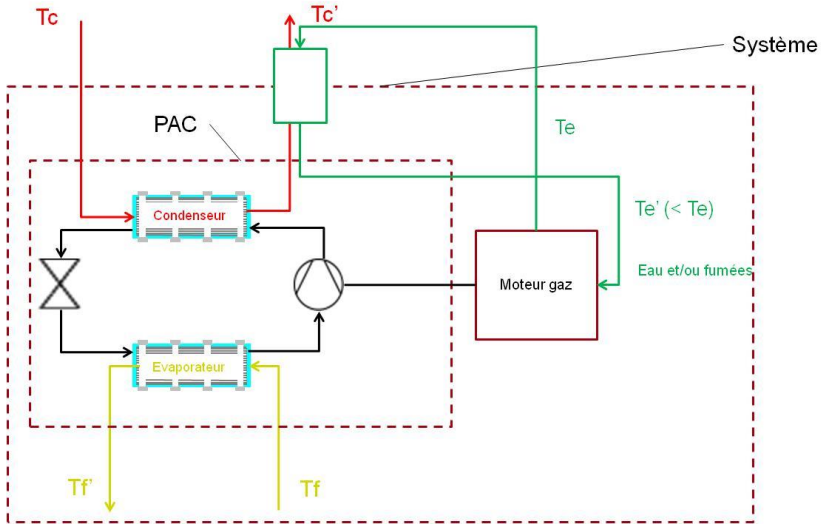 Tc
Tc’
Système
PAC
Te
Condenseur
Te’ (< Te)
Moteur gaz
Eau et/ou fumées
Evaporateur
Tf’
Tf